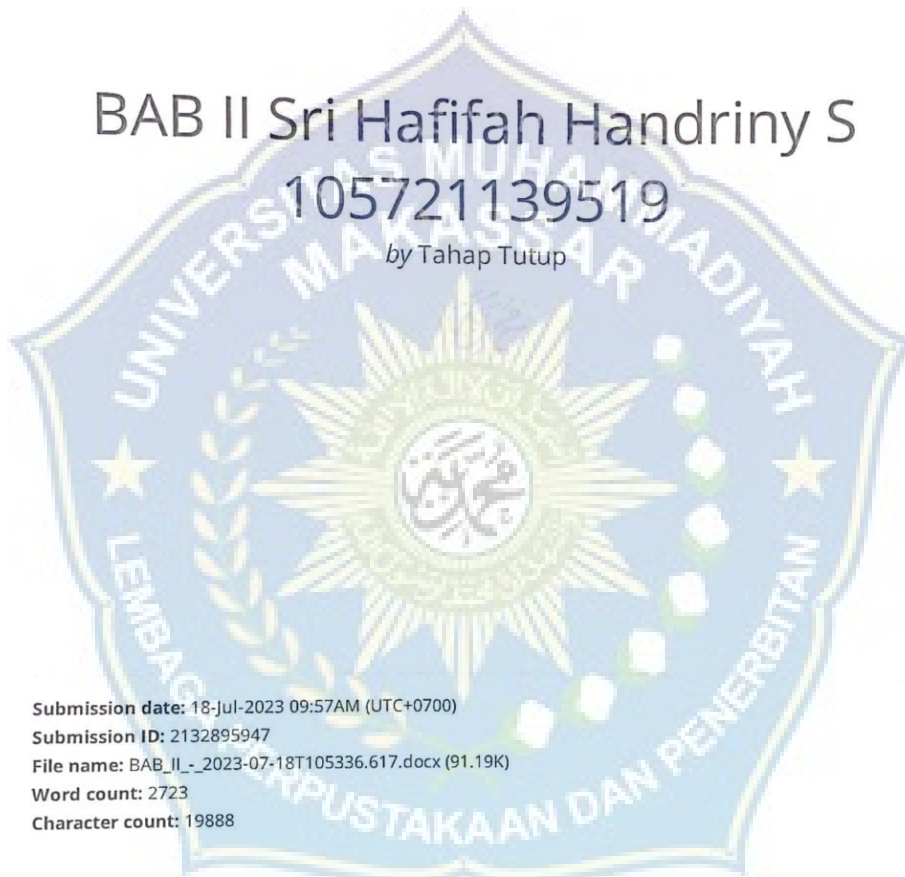 BAB II Sri Hafifah Handriny S
105721139519
by Tahap Tutup
UNIVERSITAS MUHAMMADIYAH
MAKASSAR
LEMBAGA PERPUSTAKAAN DAN PENERBITAN
Submission date: 18-Jul-2023 09:57AM (UTC+0700)
Submission ID: 2132895947
File name: BAB_II_-_2023-07-18T105336.617.docx (91.19K)
Word count: 2723
Character count: 19888